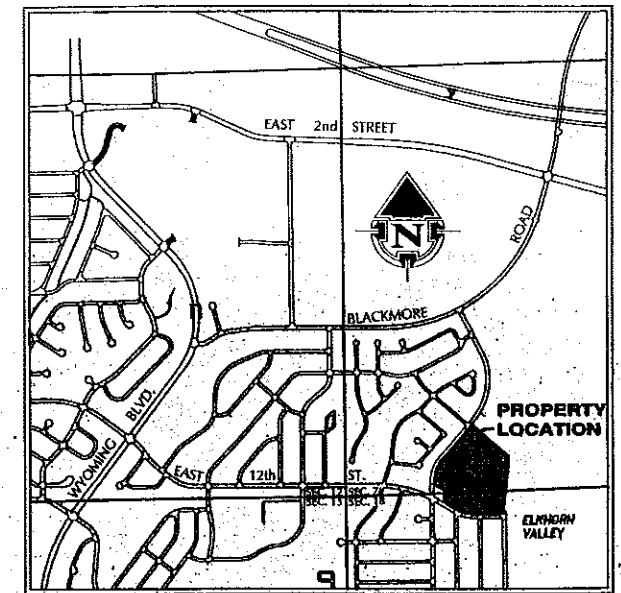 EAST 2nd STREET
N
ROAD
BLACKMORE
WYOMING BLVD.
PROPERTY
LOCATION
EAST 12th ST.
ELKHORN
VALLEY